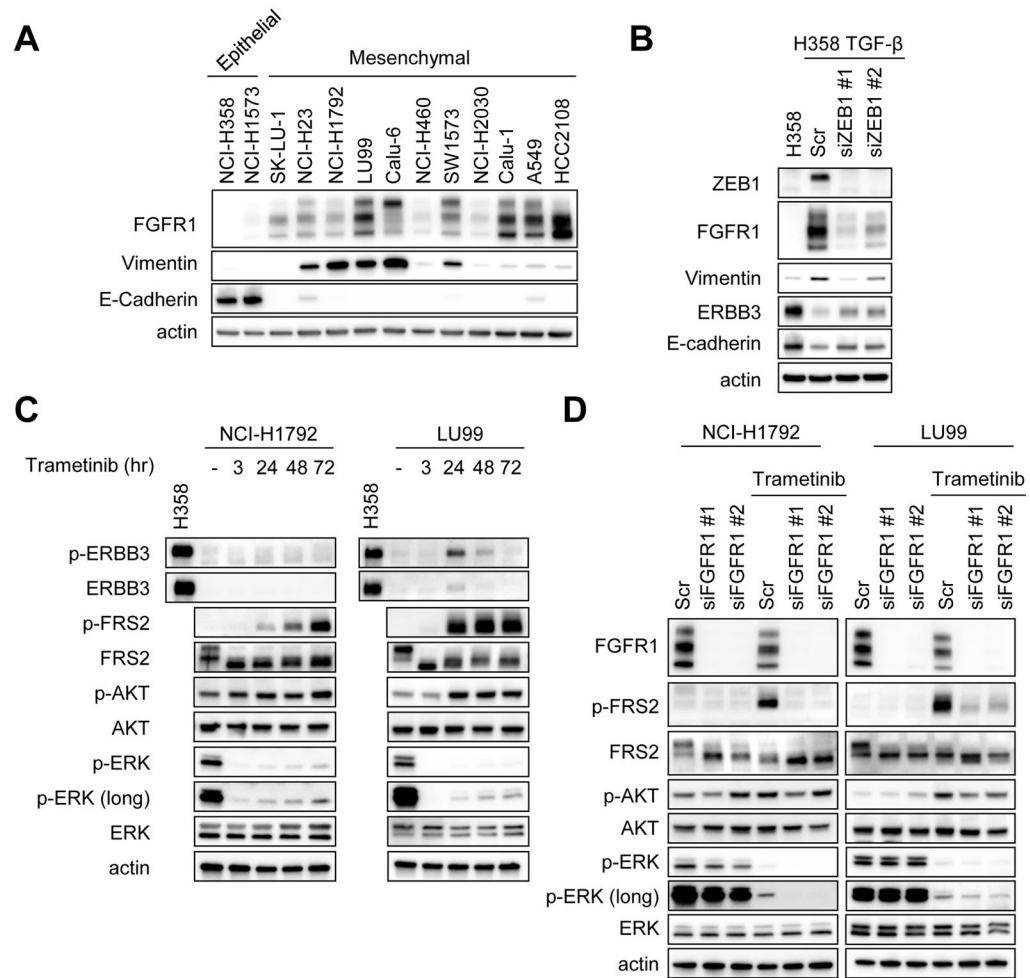 A
Epithelial
Mesenchymal
NCI-H358
NCI-H1573
SK-LU-1
NCI-H23
NCI-H1792
LU99
Calu-6
NCI-H460
SW1573
NCI-H2030
Calu-1
A549
HCC2108
FGFR1
Vimentin
E-Cadherin
actin
B
H358 TGF-β
H358
Scr
siZEB1 #1
siZEB1 #2
ZEB1
FGFR1
Vimentin
ERBB3
E-cadherin
actin
C
NCI-H1792 LU99
Trametinib (hr) - 3 24 48 72 - 3 24 48 72
H358 H358
p-ERBB3
ERBB3
p-FRS2
FRS2
p-AKT
AKT
p-ERK
p-ERK (long)
ERK
actin
D
NCI-H1792 LU99
Trametinib Trametinib
Scr
siFGFR1 #1
siFGFR1 #2
Scr
siFGFR1 #1
siFGFR1 #2
Scr
siFGFR1 #1
siFGFR1 #2
Scr
siFGFR1 #1
siFGFR1 #2
FGFR1
p-FRS2
FRS2
p-AKT
AKT
p-ERK
p-ERK (long)
ERK
actin